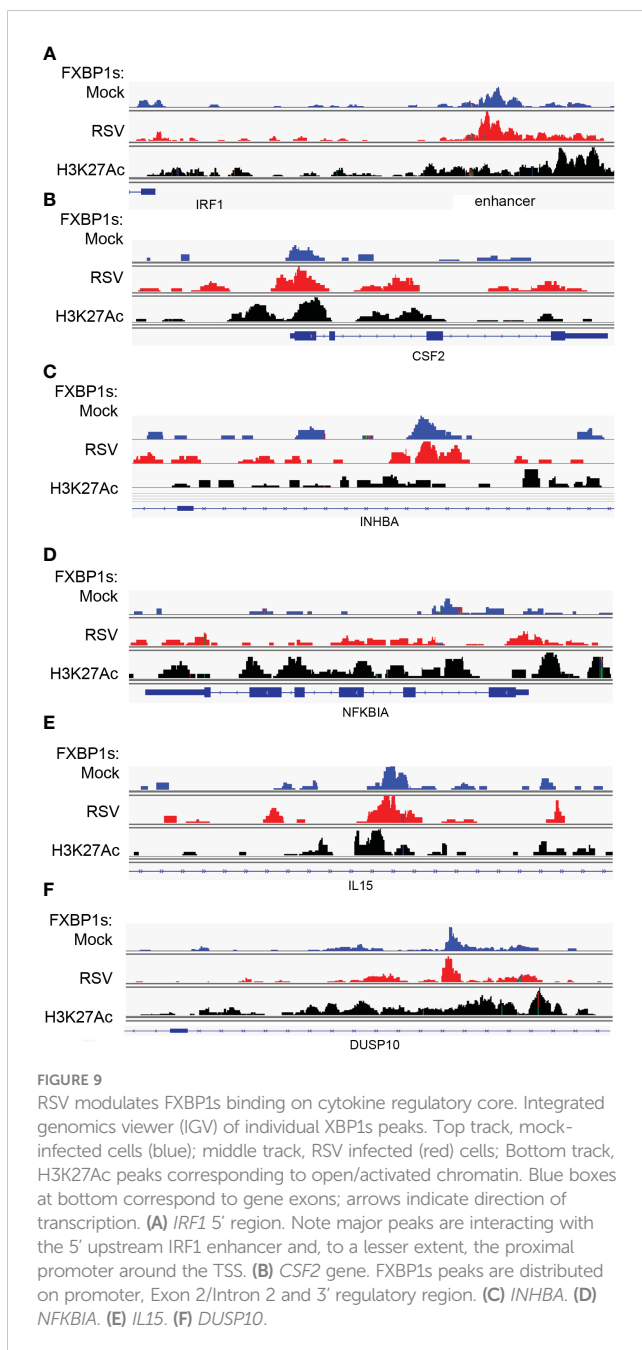 A
FXBP1s:
Mock
RSV
H3K27Ac
IRF1 enhancer
B
FXBP1s:
Mock
RSV
H3K27Ac
CSF2
C
FXBP1s:
Mock
RSV
H3K27Ac
INHBA
D
FXBP1s:
Mock
RSV
H3K27Ac
NFKBIA
E
FXBP1s:
Mock
RSV
H3K27Ac
IL15
F
FXBP1s:
Mock
RSV
H3K27Ac
DUSP10
FIGURE 9
RSV modulates FXBP1s binding on cytokine regulatory core. Integrated
genomics viewer (IGV) of individual XBP1s peaks. Top track, mock-
infected cells (blue); middle track, RSV infected (red) cells; Bottom track,
H3K27Ac peaks corresponding to open/activated chromatin. Blue boxes
at bottom correspond to gene exons; arrows indicate direction of
transcription. (A) IRF1 5' region. Note major peaks are interacting with
the 5' upstream IRF1 enhancer and, to a lesser extent, the proximal
promoter around the TSS. (B) CSF2 gene. FXBP1s peaks are distributed
on promoter, Exon 2/Intron 2 and 3' regulatory region. (C) INHBA. (D)
NFKBIA. (E) IL15. (F) DUSP10.